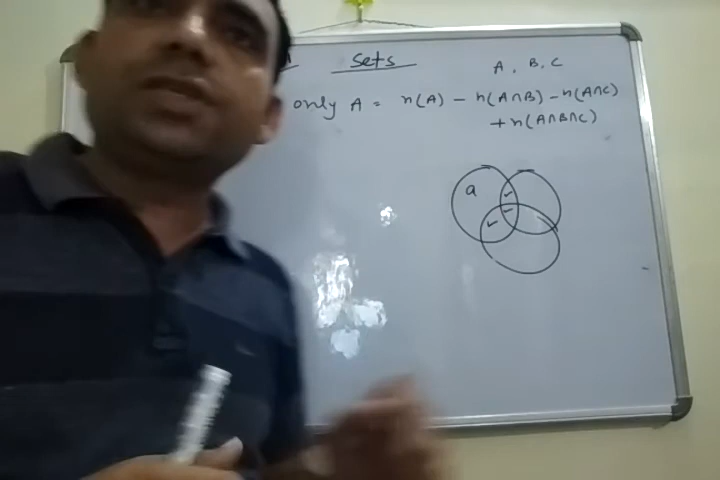 Sets
A, B, C
only A = n(A) - n(A∩B) - n(A∩C)
+ n(A∩B∩C)
a